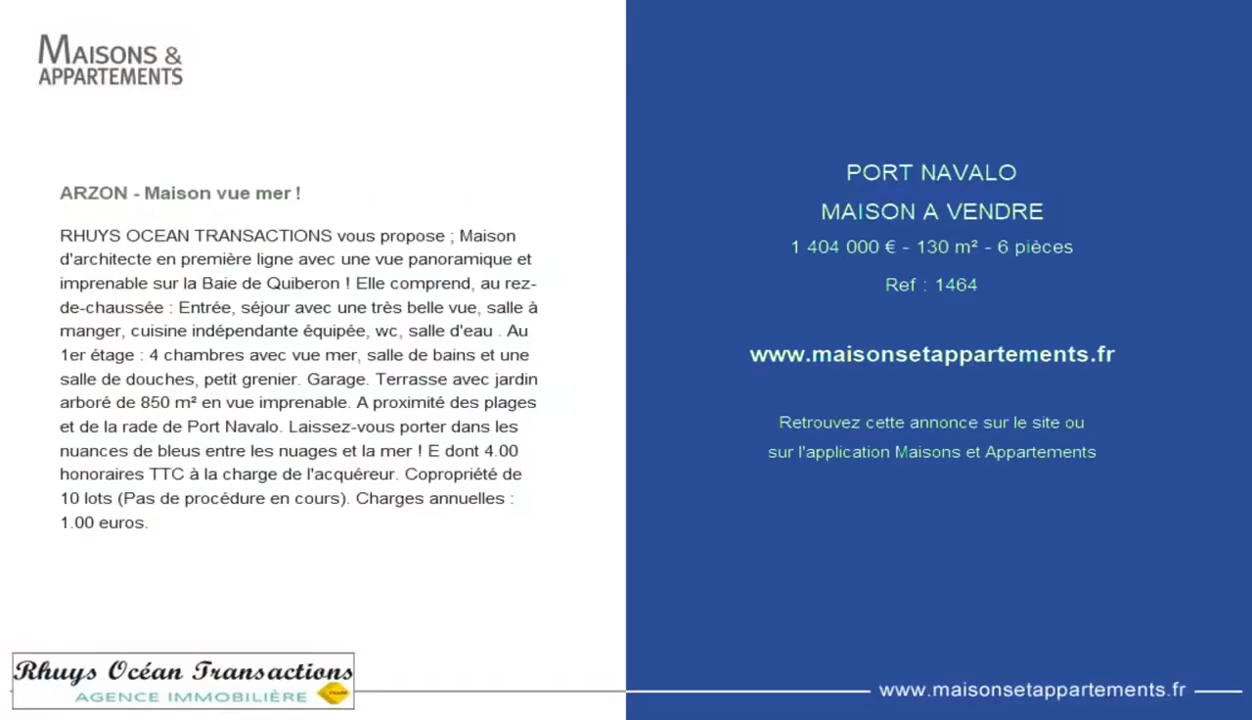 MAISONS &
APPARTEMENTS
ARZON - Maison vue mer !
RHUYS OCEAN TRANSACTIONS vous propose ; Maison
d'architecte en première ligne avec une vue panoramique et
imprenable sur la Baie de Quiberon ! Elle comprend, au rez-
de-chaussée : Entrée, séjour avec une très belle vue, salle à
manger, cuisine indépendante équipée, wc, salle d'eau . Au
1er étage : 4 chambres avec vue mer, salle de bains et une
salle de douches, petit grenier. Garage. Terrasse avec jardin
arboré de 850 m² en vue imprenable. A proximité des plages
et de la rade de Port Navalo. Laissez-vous porter dans les
nuances de bleus entre les nuages et la mer ! E dont 4.00
honoraires TTC à la charge de l'acquéreur. Copropriété de
10 lots (Pas de procédure en cours). Charges annuelles :
1.00 euros.
Rhuys Océan Transactions
AGENCE IMMOBILIÈRE
PORT NAVALO
MAISON A VENDRE
1 404 000 € - 130 m² - 6 pièces
Ref : 1464
www.maisonsetappartements.fr
Retrouvez cette annonce sur le site ou
sur l'application Maisons et Appartements
www.maisonsetappartements.fr